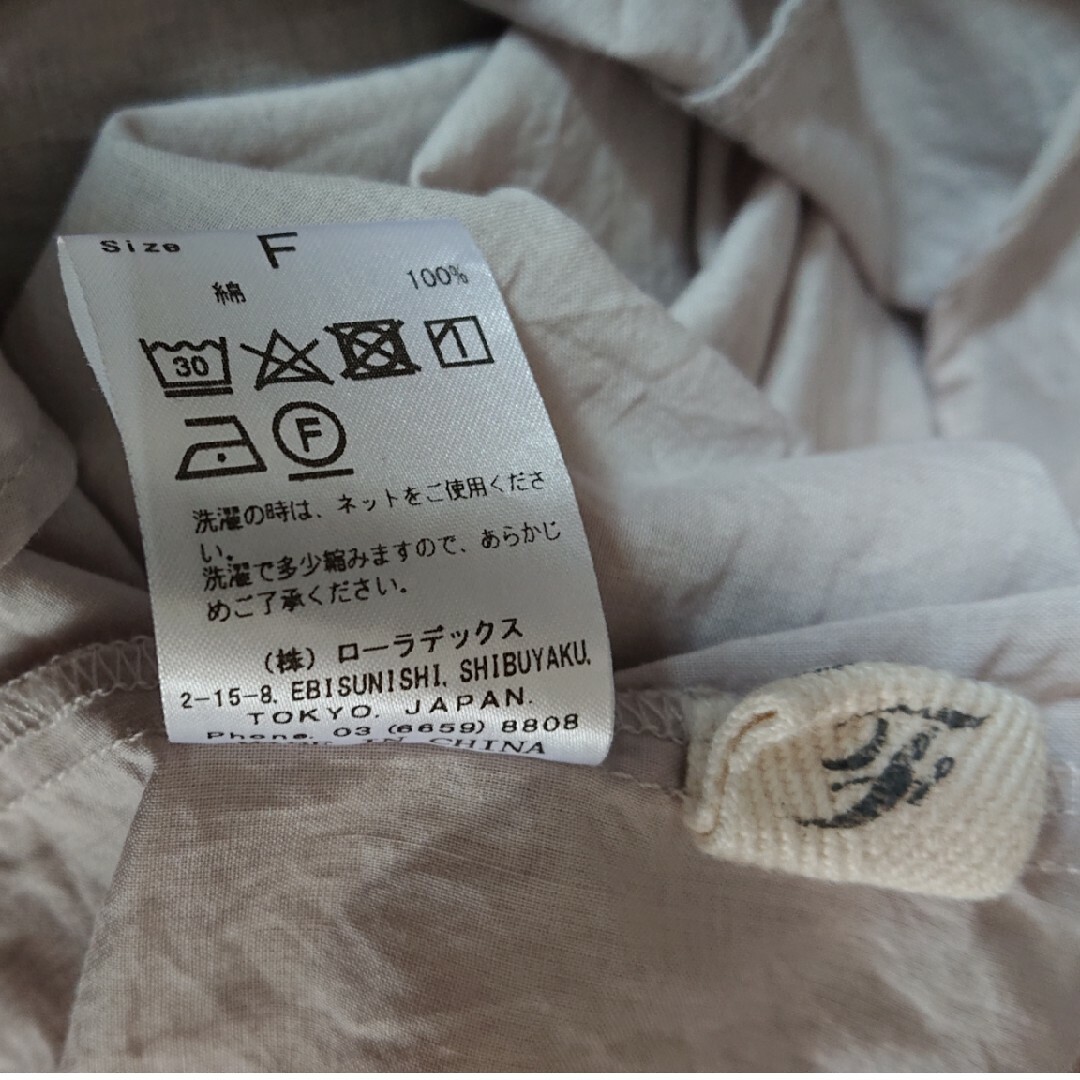 Size F
綿 100%
30
1
F
洗濯の時は、ネットをご使用くださ
い。
洗濯で多少縮みますので、あらかじ
めご了承ください。
(株) ローラデックス
2-15-8, EBISUNISHI, SHIBUYAKU,
TOKYO. JAPAN.
Phone. 03 (6659) 8808
IN CHINA